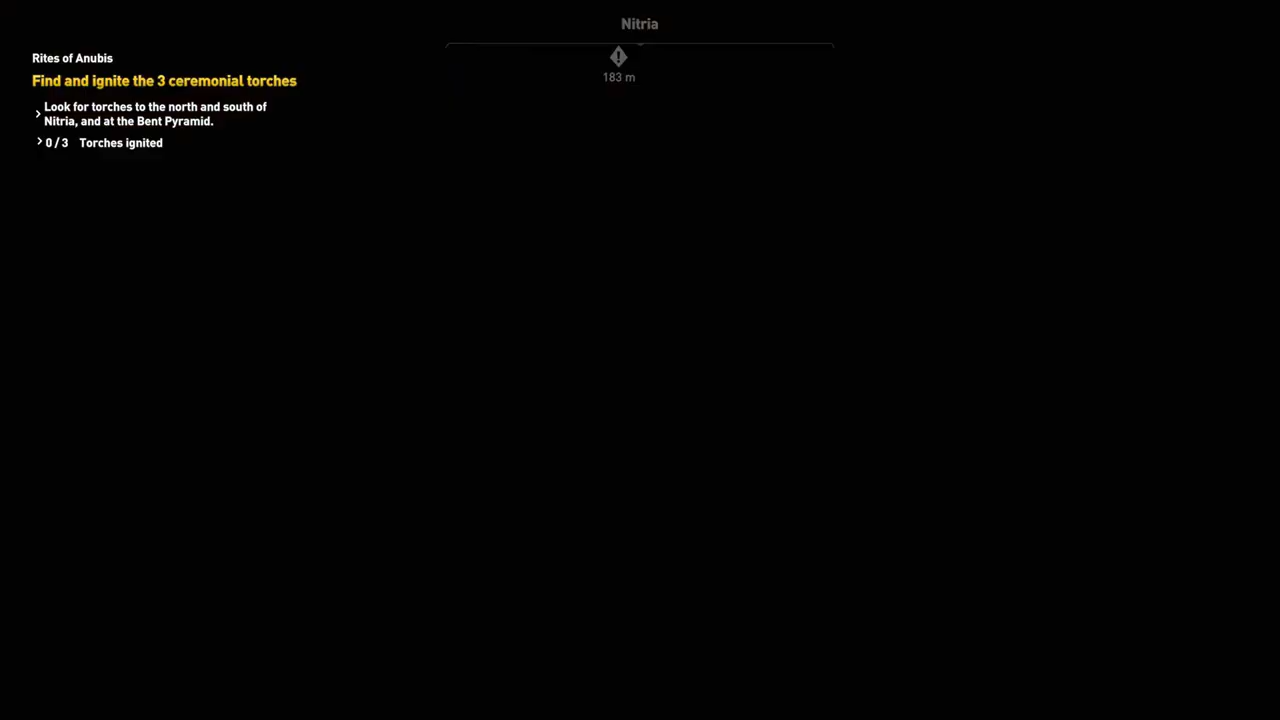 Nitria
183 m
Rites of Anubis
Find and ignite the 3 ceremonial torches
Look for torches to the north and south of
Nitria, and at the Bent Pyramid.
0 / 3 Torches ignited